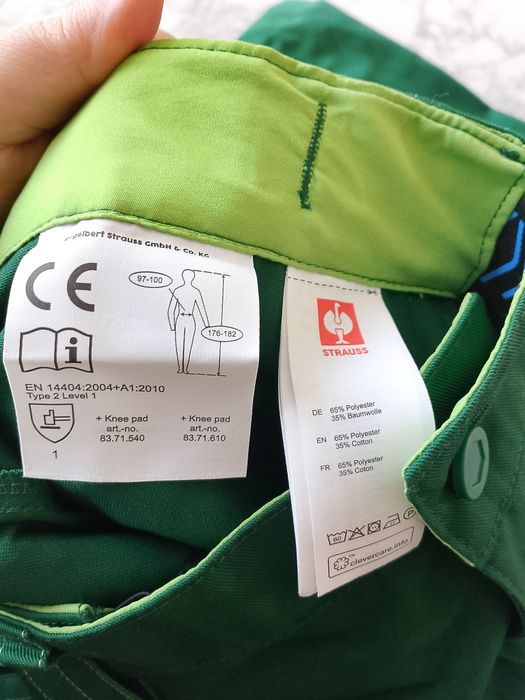 Engelbert Strauss GmbH & Co. KG
CE
97-100
176-182
i
EN 14404:2004+A1:2010
Type 2 Level 1
+ Knee pad
art.-no.
83.71.540
+ Knee pad
art.-no.
83.71.610
1
STRAUSS
DE 65% Polyester
35% Baumwolle
EN 65% Polyester
35% Cotton
FR 65% Polyester
35% Coton
60
P
™
clevercare.info